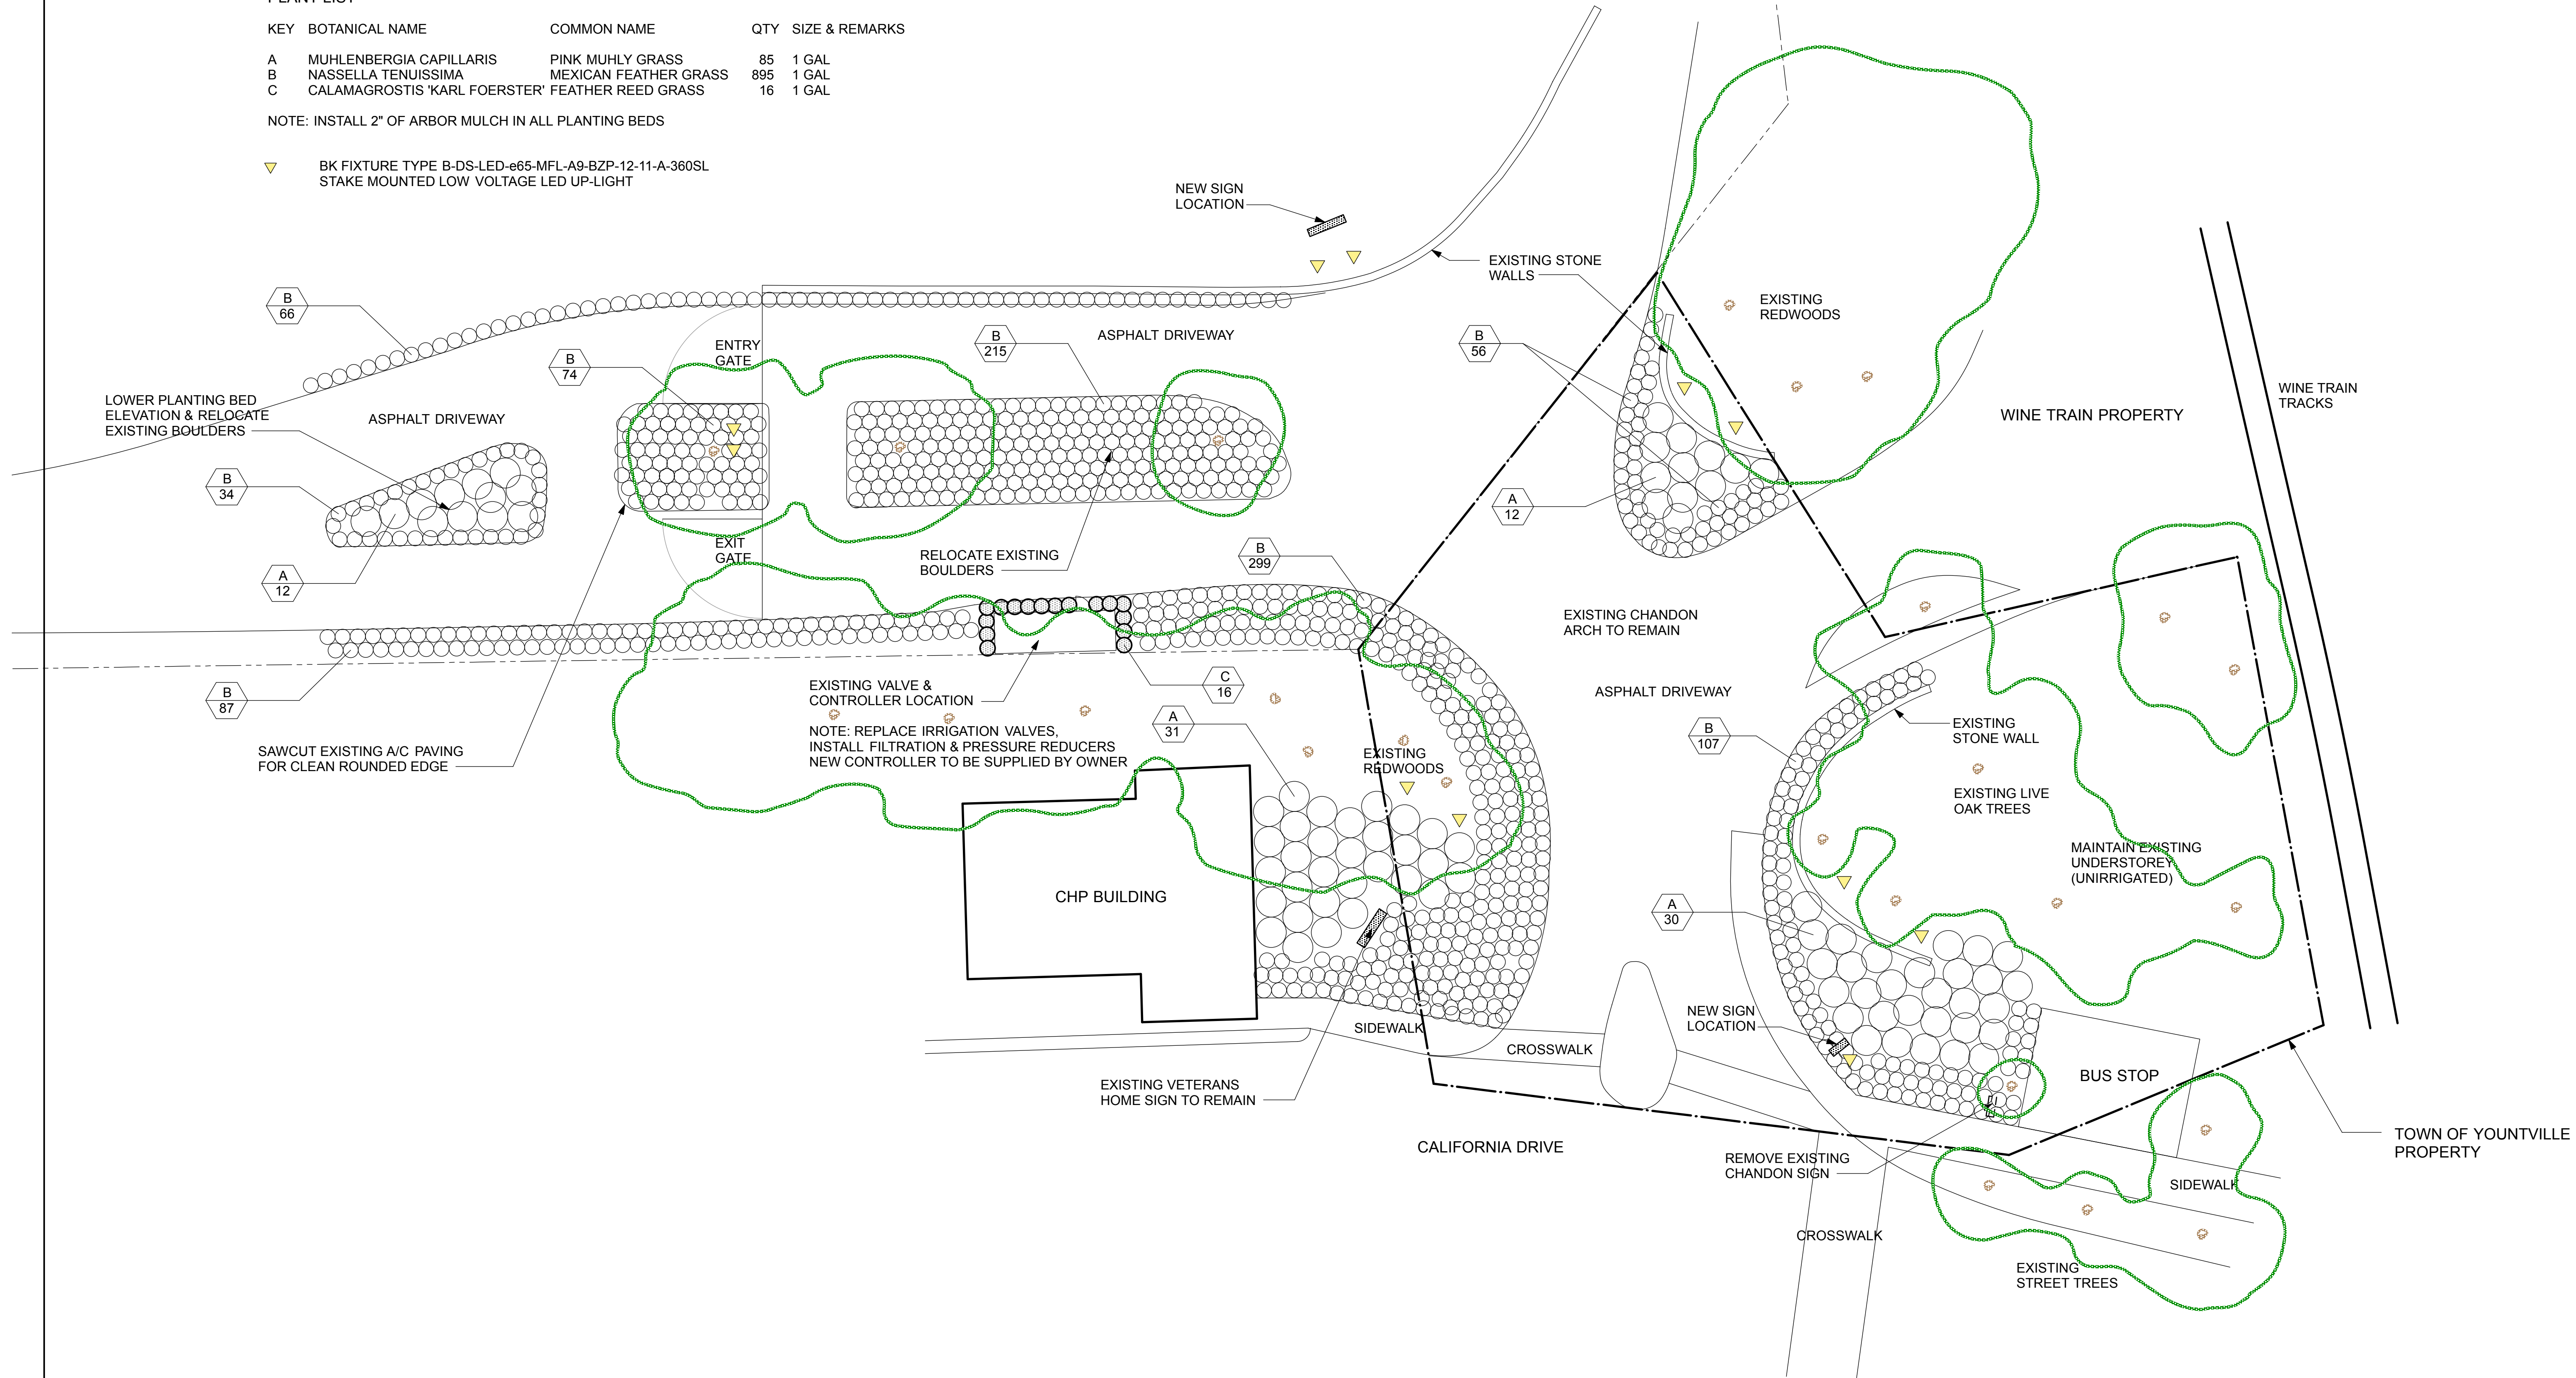 PLANT LIST
KEY BOTANICAL NAME COMMON NAME QTY SIZE & REMARKS
A MUHLENBERGIA CAPILLARIS PINK MUHLY GRASS 85 1 GAL
B NASSELLA TENUISSIMA MEXICAN FEATHER GRASS 895 1 GAL
C CALAMAGROSTIS 'KARL FOERSTER' FEATHER REED GRASS 16 1 GAL
NOTE: INSTALL 2" OF ARBOR MULCH IN ALL PLANTING BEDS
BK FIXTURE TYPE B-DS-LED-e65-MFL-A9-BZP-12-11-A-360SL
STAKE MOUNTED LOW VOLTAGE LED UP-LIGHT
NEW SIGN
LOCATION
EXISTING STONE
WALLS
EXISTING
REDWOODS
B
66
ENTRY
GATE
B
74
B
215
ASPHALT DRIVEWAY
B
56
WINE TRAIN
TRACKS
WINE TRAIN PROPERTY
LOWER PLANTING BED
ELEVATION & RELOCATE
EXISTING BOULDERS
ASPHALT DRIVEWAY
B
34
A
12
A
12
EXIT
GATE
RELOCATE EXISTING
BOULDERS
B
299
EXISTING CHANDON
ARCH TO REMAIN
B
87
EXISTING VALVE &
CONTROLLER LOCATION
C
16
ASPHALT DRIVEWAY
NOTE: REPLACE IRRIGATION VALVES,
INSTALL FILTRATION & PRESSURE REDUCERS
NEW CONTROLLER TO BE SUPPLIED BY OWNER
A
31
B
107
EXISTING
STONE WALL
SAWCUT EXISTING A/C PAVING
FOR CLEAN ROUNDED EDGE
EXISTING
REDWOODS
EXISTING LIVE
OAK TREES
MAINTAIN EXISTING
UNDERSTOREY
(UNIRRIGATED)
CHP BUILDING
A
30
NEW SIGN
LOCATION
SIDEWALK
CROSSWALK
BUS STOP
EXISTING VETERANS
HOME SIGN TO REMAIN
CALIFORNIA DRIVE
TOWN OF YOUNTVILLE
PROPERTY
REMOVE EXISTING
CHANDON SIGN
SIDEWALK
CROSSWALK
EXISTING
STREET TREES